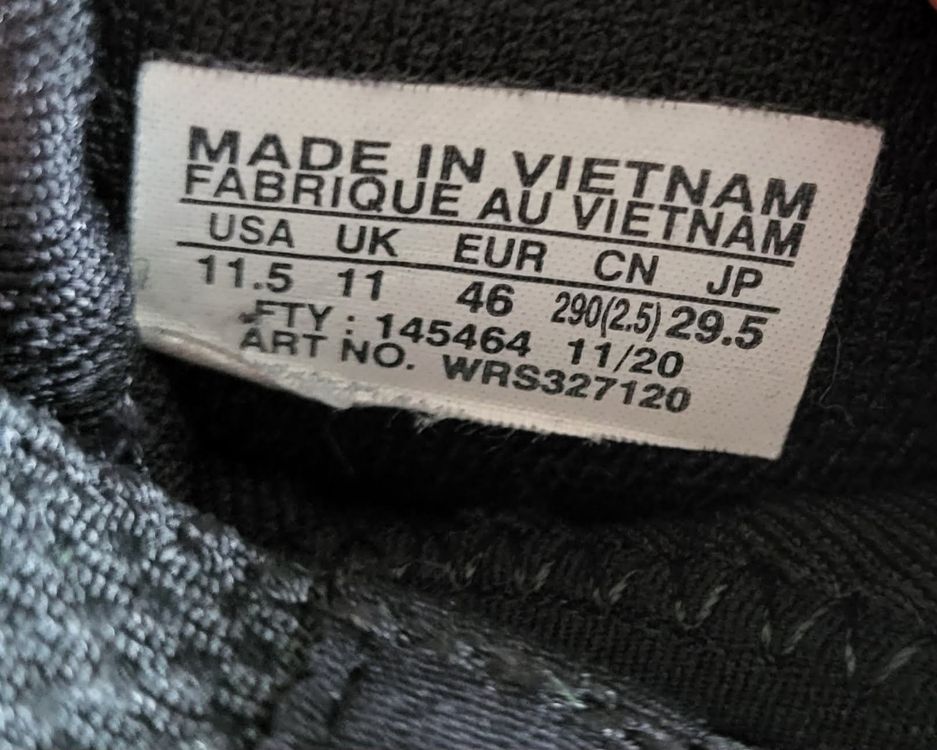 MADE IN VIETNAM
FABRIQUE AU VIETNAM
USA UK EUR CN JP
11.5 11 46 290(2.5) 29.5
FTY : 145464 11/20
ART NO. WRS327120